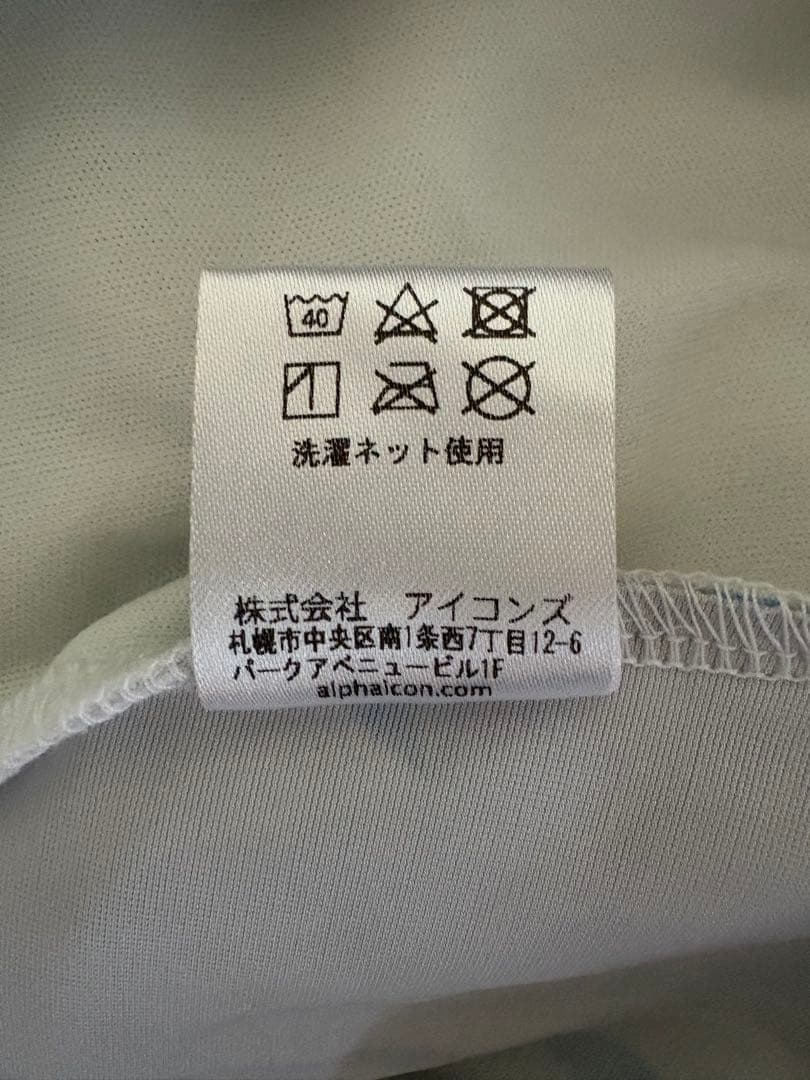 40
洗濯ネット使用
株式会社 アイコンズ
札幌市中央区南1条西7丁目12-6
パークアベニュービル1F
alphaicon.com